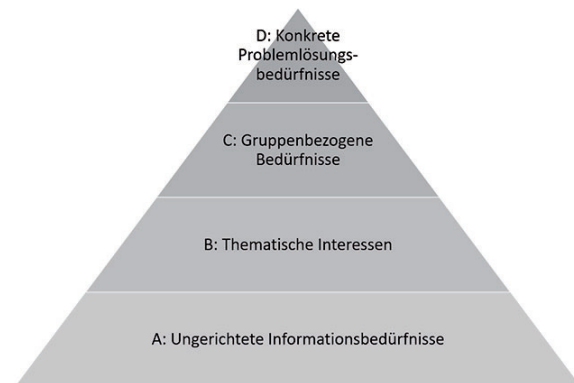 D: Konkrete
Problemlösungs-
bedürfnisse
C: Gruppenbezogene
Bedürfnisse
B: Thematische Interessen
A: Ungerichtete Informationsbedürfnisse